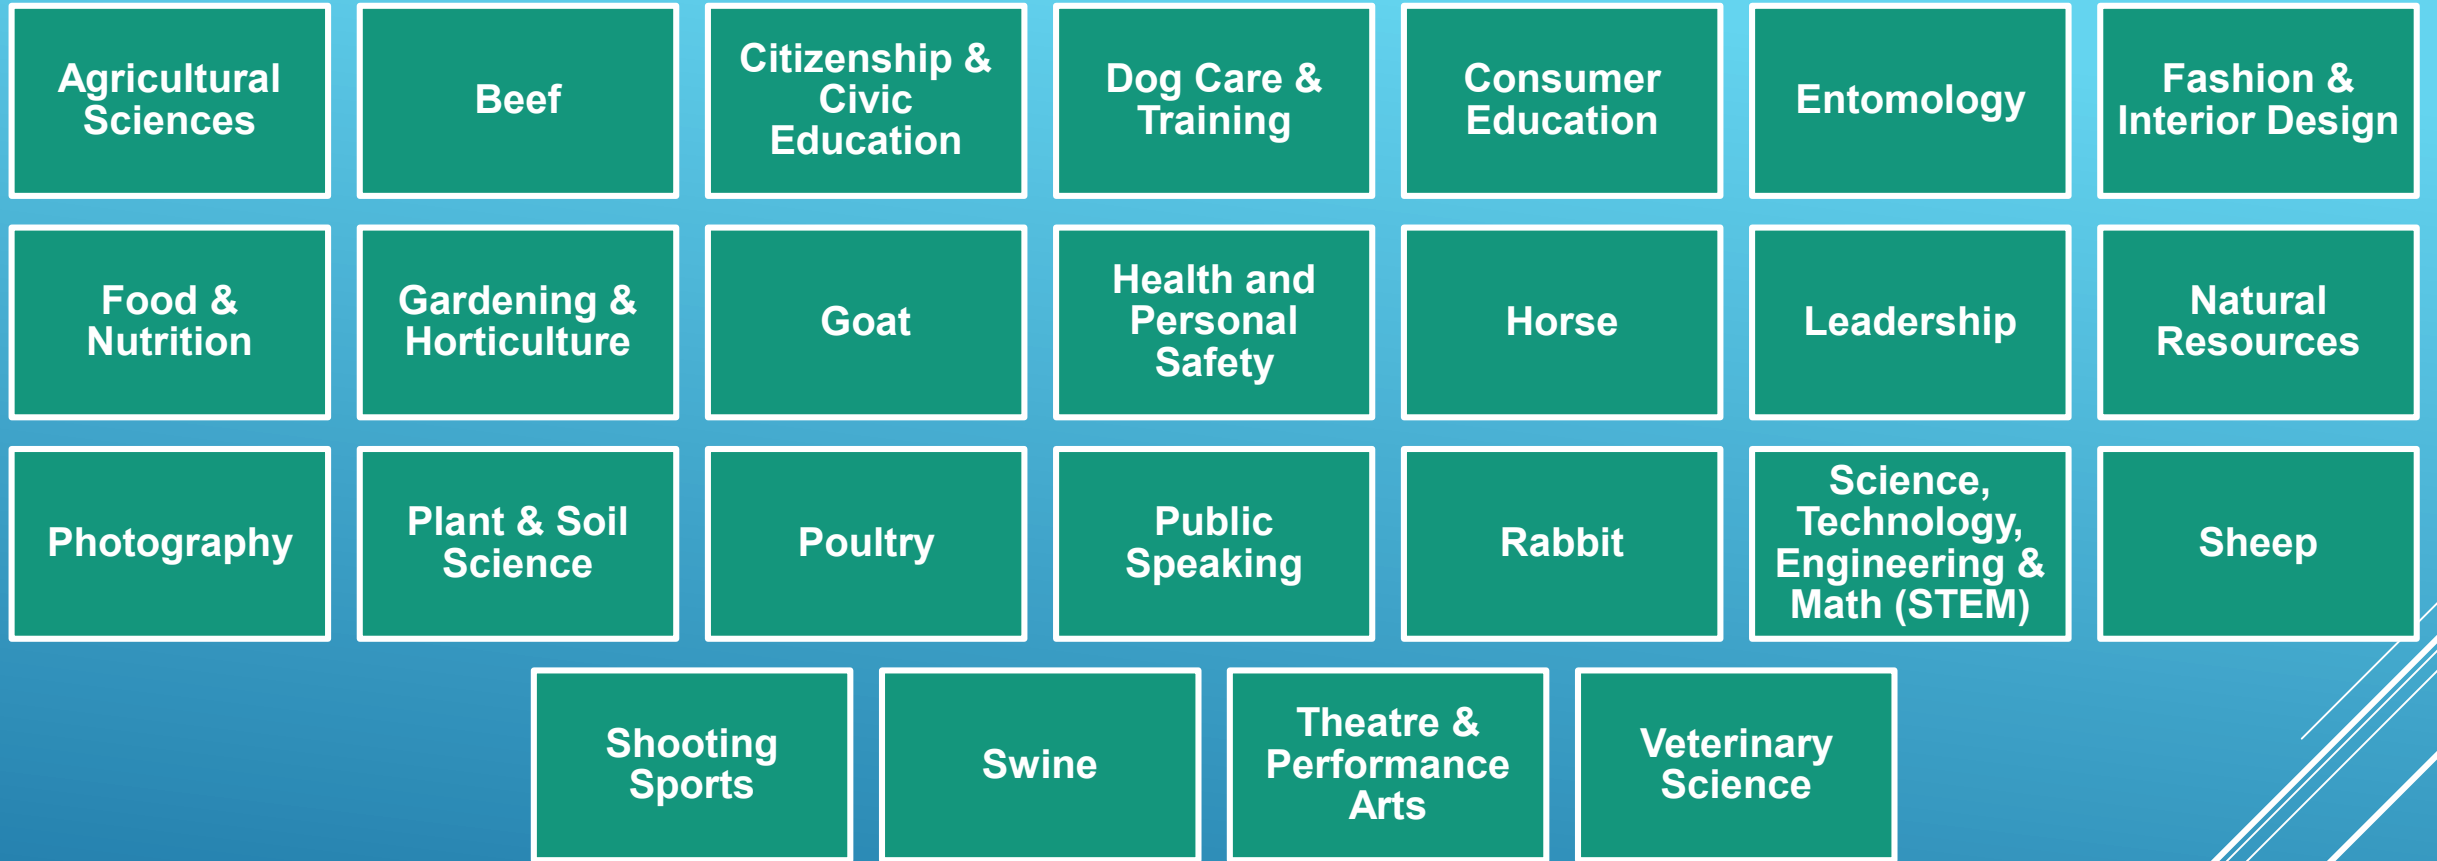 Agricultural
Sciences
Beef
Citizenship &
Civic
Education
Dog Care &
Training
Consumer
Education
Entomology
Fashion &
Interior Design
Food &
Nutrition
Gardening &
Horticulture
Goat
Health and
Personal
Safety
Horse
Leadership
Natural
Resources
Photography
Plant & Soil
Science
Poultry
Public
Speaking
Rabbit
Science,
Technology,
Engineering &
Math (STEM)
Sheep
Shooting
Sports
Swine
Theatre &
Performance
Arts
Veterinary
Science